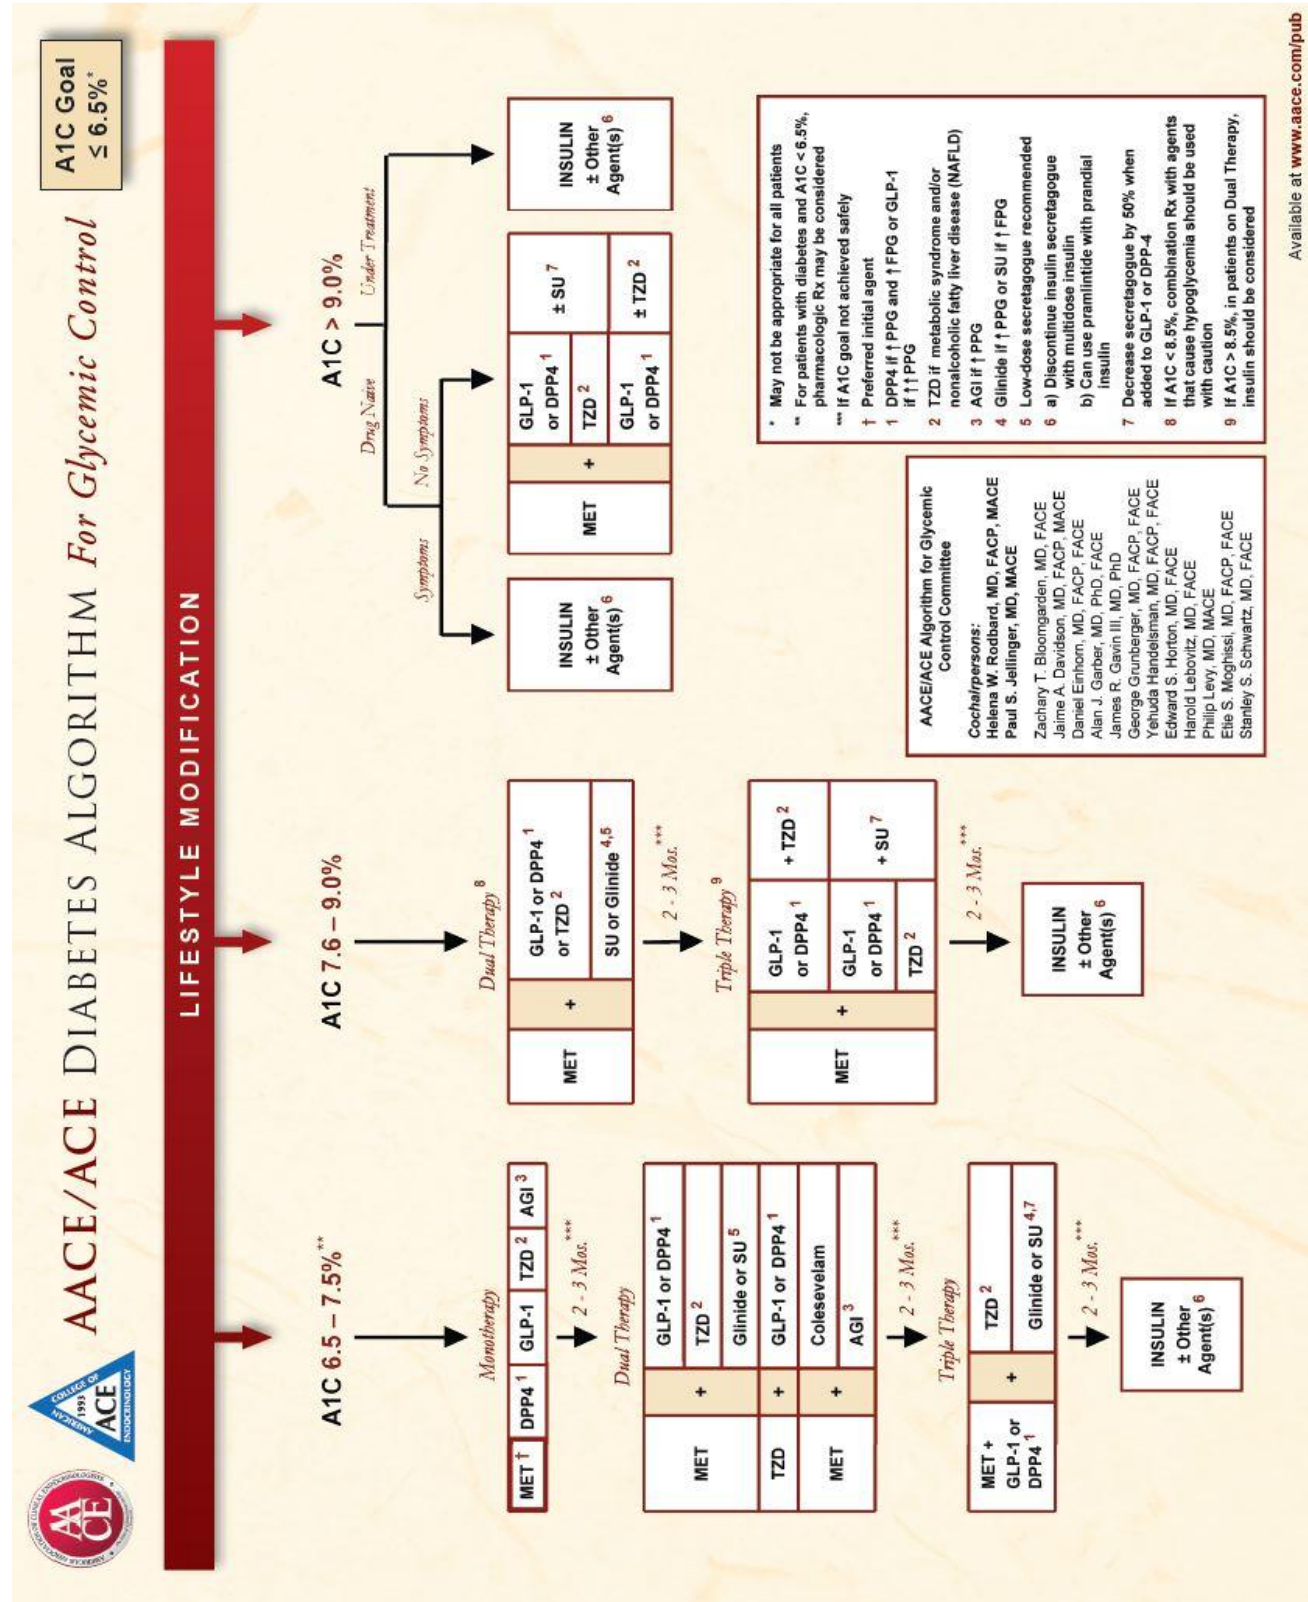 AACE/ACE DIABETES ALGORITHM For Glycemic Control
A1C Goal
≤ 6.5%*
AMERICAN COLLEGE OF ENDOCRINOLOGY
1993
ACE
AACE
LIFESTYLE MODIFICATION
A1C 6.5 – 7.5%**
Monotherapy
MET † DPP4 1 GLP-1 TZD 2 AGI 3
2 - 3 Mos.***
Dual Therapy
MET
+
GLP-1 or DPP4 1
TZD 2
Glinide or SU 5
TZD
+
GLP-1 or DPP4 1
MET
+
Colesevelam
AGI 3
2 - 3 Mos.***
Triple Therapy
MET +
GLP-1 or
DPP4 1
+
TZD 2
Glinide or SU 4,7
2 - 3 Mos.***
INSULIN
± Other
Agent(s) 6
A1C 7.6 – 9.0%
Dual Therapy 8
MET
+
GLP-1 or DPP4 1
or TZD 2
SU or Glinide 4,5
2 - 3 Mos.***
Triple Therapy 9
MET
+
GLP-1
or DPP4 1
+ TZD 2
GLP-1
or DPP4 1
TZD 2
+ SU 7
2 - 3 Mos.***
INSULIN
± Other
Agent(s) 6
A1C > 9.0%
Drug Naive
Under Treatment
Symptoms
No Symptoms
INSULIN
± Other
Agent(s) 6
MET
+
GLP-1
or DPP4 1
TZD 2
± SU 7
GLP-1
or DPP4 1
± TZD 2
INSULIN
± Other
Agent(s) 6
AACE/ACE Algorithm for Glycemic
Control Committee
Cochairpersons:
Helena W. Rodbard, MD, FACP, MACE
Paul S. Jellinger, MD, MACE
Zachary T. Bloomgarden, MD, FACE
Jaime A. Davidson, MD, FACP, MACE
Daniel Einhorn, MD, FACP, FACE
Alan J. Garber, MD, PhD, FACE
James R. Gavin III, MD, PhD
George Grunberger, MD, FACP, FACE
Yehuda Handelsman, MD, FACP, FACE
Edward S. Horton, MD, FACE
Harold Lebovitz, MD, FACE
Philip Levy, MD, MACE
Etie S. Moghissi, MD, FACP, FACE
Stanley S. Schwartz, MD, FACE
* May not be appropriate for all patients
** For patients with diabetes and A1C < 6.5%,
pharmacologic Rx may be considered
*** If A1C goal not achieved safely
† Preferred initial agent
1 DPP4 if ↑ PPG and ↑ FPG or GLP-1
if ↑↑ PPG
2 TZD if metabolic syndrome and/or
nonalcoholic fatty liver disease (NAFLD)
3 AGI if ↑ PPG
4 Glinide if ↑ PPG or SU if ↑ FPG
5 Low-dose secretagogue recommended
6 a) Discontinue insulin secretagogue
with multidose insulin
b) Can use pramlintide with prandial
insulin
7 Decrease secretagogue by 50% when
added to GLP-1 or DPP-4
8 If A1C < 8.5%, combination Rx with agents
that cause hypoglycemia should be used
with caution
9 If A1C > 8.5%, in patients on Dual Therapy,
insulin should be considered
Available at www.aace.com/pub